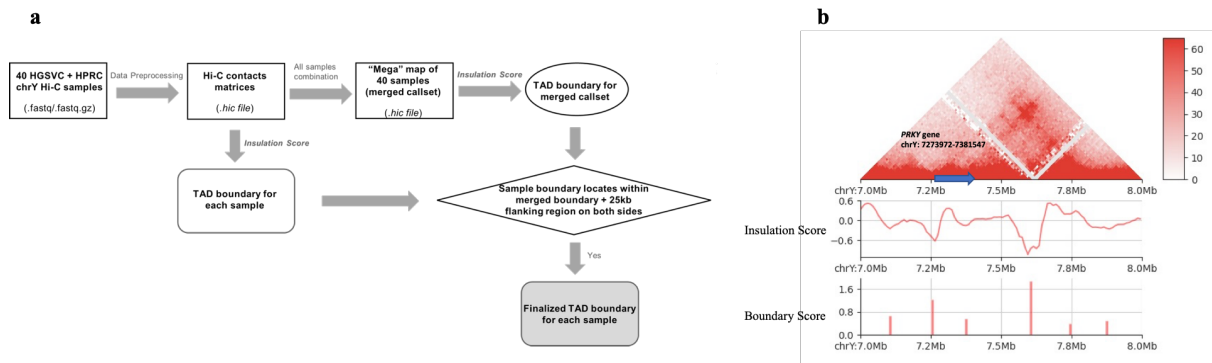 a
40 HGSVC + HPRC
chrY Hi-C samples
(.fastq/.fastq.gz)
Data Preprocessing
Hi-C contacts
matrices
(.hic file)
All samples
combination
“Mega” map of
40 samples
(merged callset)
(.hic file)
Insulation Score
TAD boundary for
merged callset
Insulation Score
TAD boundary for
each sample
Sample boundary locates within
merged boundary + 25kb
flanking region on both sides
Yes
Finalized TAD boundary
for each sample
b
PRKY gene
chrY: 7273972-7381547
60
50
40
30
20
10
0
chrY:7.0Mb 7.2Mb 7.5Mb 7.8Mb 8.0Mb
Insulation Score
0.6
0.0
−0.6
chrY:7.0Mb 7.2Mb 7.5Mb 7.8Mb 8.0Mb
Boundary Score
1.6
0.8
0.0
chrY:7.0Mb 7.2Mb 7.5Mb 7.8Mb 8.0Mb